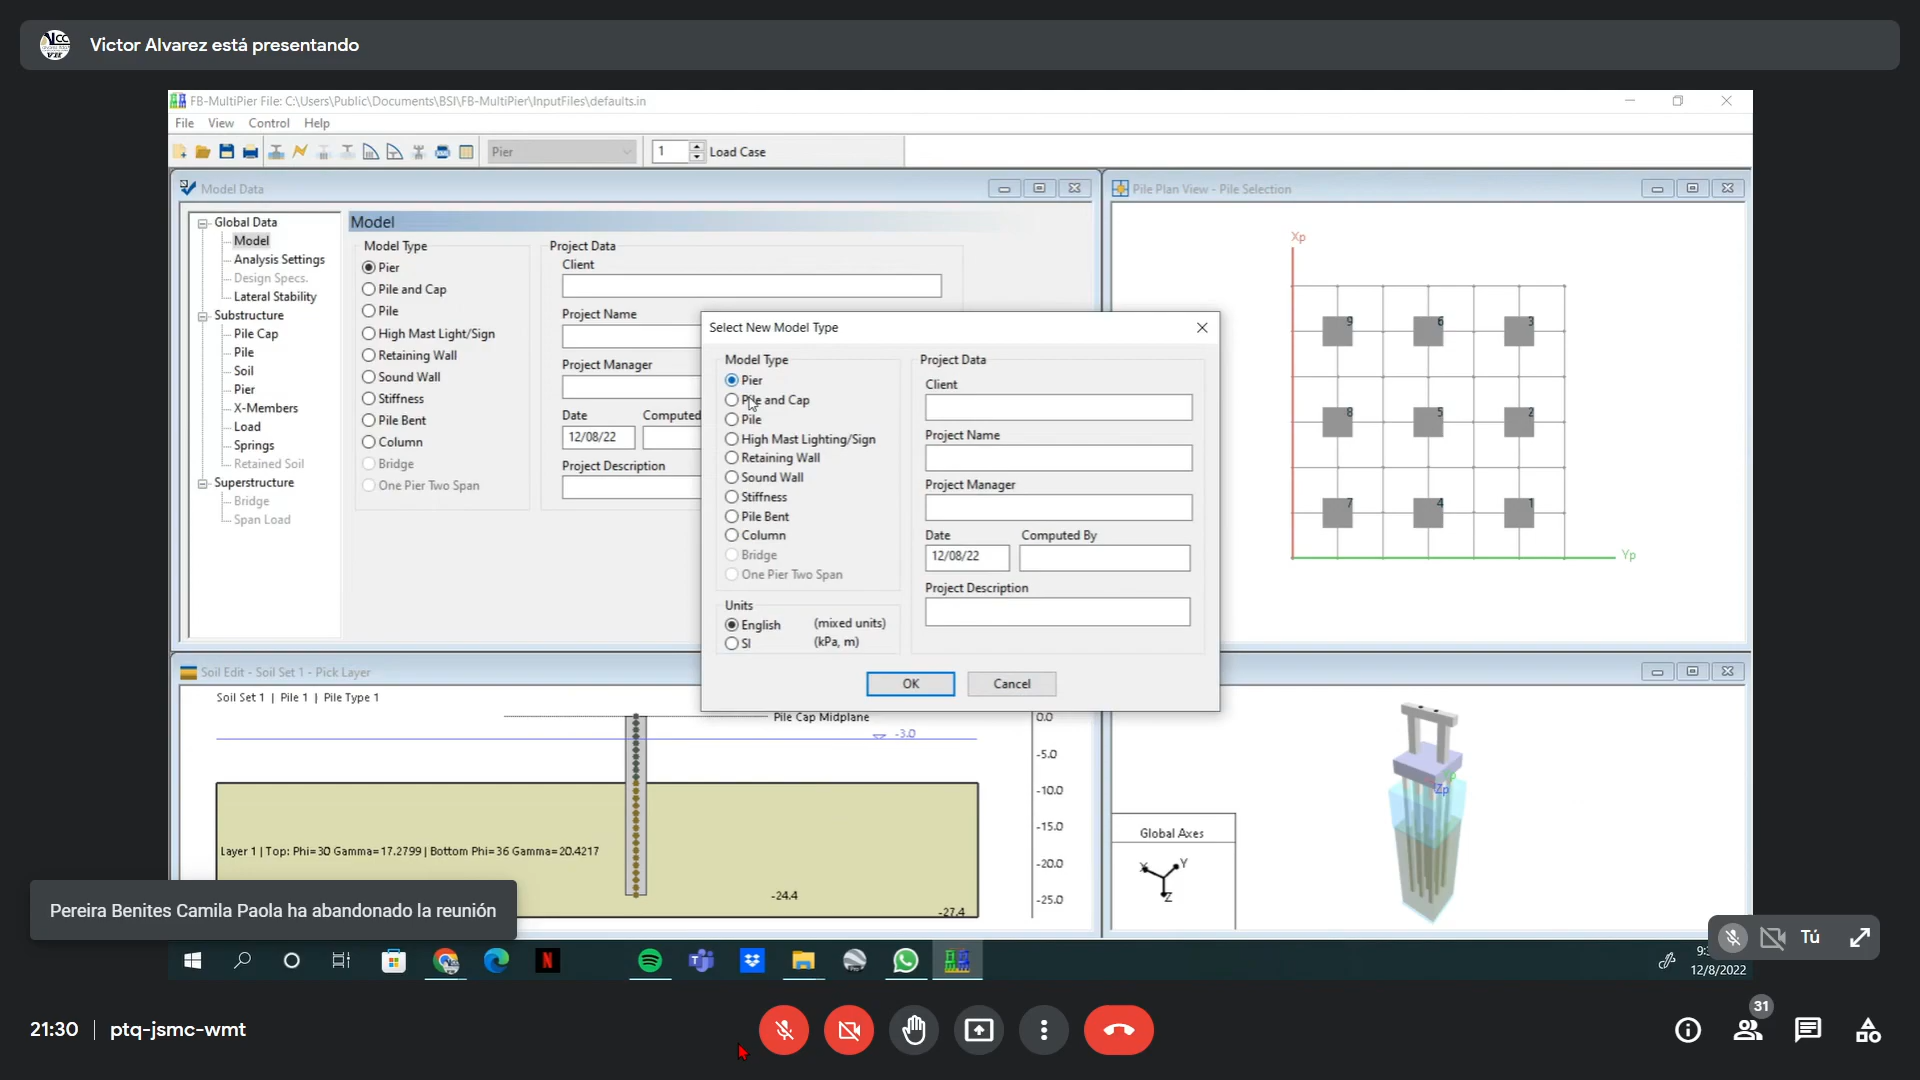 Victor Alvarez está presentando
FB-MultiPier File: C:\Users\Public\Documents\BSI\FB-MultiPier\InputFiles\defaults.in
File View Control Help
Pier
1 Load Case
Model Data
Global Data
Model
Analysis Settings
Design Specs.
Lateral Stability
Substructure
Pile Cap
Pile
Soil
Pier
X-Members
Load
Springs
Retained Soil
Superstructure
Bridge
Span Load
Model
Model Type
Pier
Pile and Cap
Pile
High Mast Light/Sign
Retaining Wall
Sound Wall
Stiffness
Pile Bent
Column
Bridge
One Pier Two Span
Project Data
Client
Project Name
Project Manager
Date Computed
12/08/22
Project Description
Select New Model Type
Model Type
Pier
Pile and Cap
Pile
High Mast Lighting/Sign
Retaining Wall
Sound Wall
Stiffness
Pile Bent
Column
Bridge
One Pier Two Span
Units
English (mixed units)
SI (kPa, m)
Project Data
Client
Project Name
Project Manager
Date Computed By
12/08/22
Project Description
OK Cancel
Pile Plan View - Pile Selection
Xp
9 6 3
8 5 2
7 4 1
Yp
Soil Edit - Soil Set 1 - Pick Layer
Soil Set 1 | Pile 1 | Pile Type 1
Pile Cap Midplane
-3.0
Layer 1 | Top: Phi=30 Gamma=17.2799 | Bottom Phi=36 Gamma=20.4217
-24.4
-27.4
0.0
-5.0
-10.0
-15.0
-20.0
-25.0
Global Axes
X Y
Z
Zp
Pereira Benites Camila Paola ha abandonado la reunión
Tú
12/8/2022
21:30 | ptq-jsmc-wmt
31